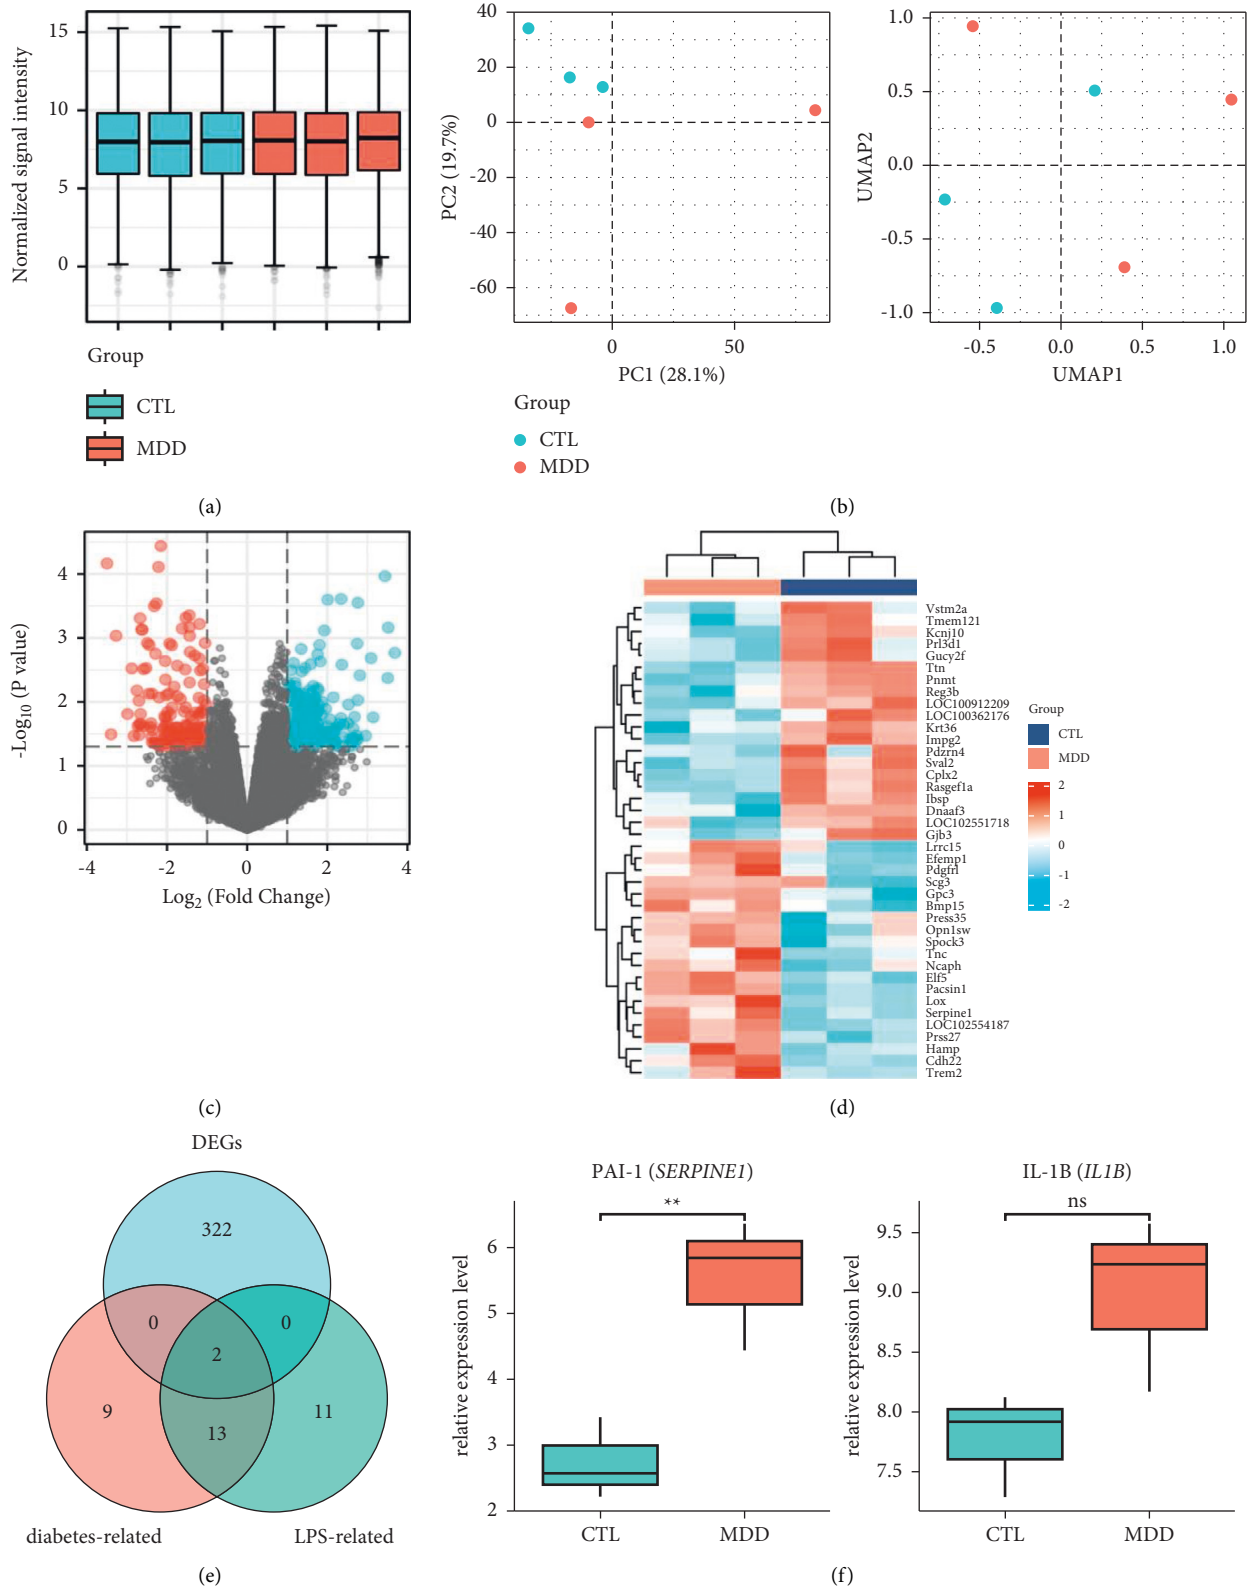 15
10
5
0
Normalized signal intensity
Group
CTL
MDD
(a)
40
20
0
-20
-40
-60
PC2 (19.7%)
0
50
PC1 (28.1%)
Group
CTL
MDD
1.0
0.5
0.0
-0.5
-1.0
UMAP2
-0.5
0.0
0.5
1.0
UMAP1
(b)
4
3
2
1
0
-Log10 (P value)
-4
-2
0
2
4
Log2 (Fold Change)
(c)
Vstm2a
Tmem121
Kcnj10
Prl3d1
Gucy2f
Ttn
Pnmt
Reg3b
LOC100912209
LOC100362176
Krt36
Impg2
Pdzrn4
Sval2
Cplx2
Rasgef1a
Ibsp
Dnaaf3
LOC102551718
Gjb3
Lrrc15
Efemp1
Pdgfrl
Scg3
Gpc3
Bmp15
Press35
Opn1sw
Spock3
Tnc
Ncaph
Elf5
Pacsin1
Lox
Serpine1
LOC102554187
Prss27
Hamp
Cdh22
Trem2
Group
CTL
MDD
2
1
0
-1
-2
(d)
DEGs
322
0
0
2
9
13
11
diabetes-related
LPS-related
(e)
PAI-1 (SERPINE1)
**
6
5
4
3
2
relative expression level
CTL
MDD
IL-1B (IL1B)
ns
9.5
9.0
8.5
8.0
7.5
relative expression level
CTL
MDD
(f)